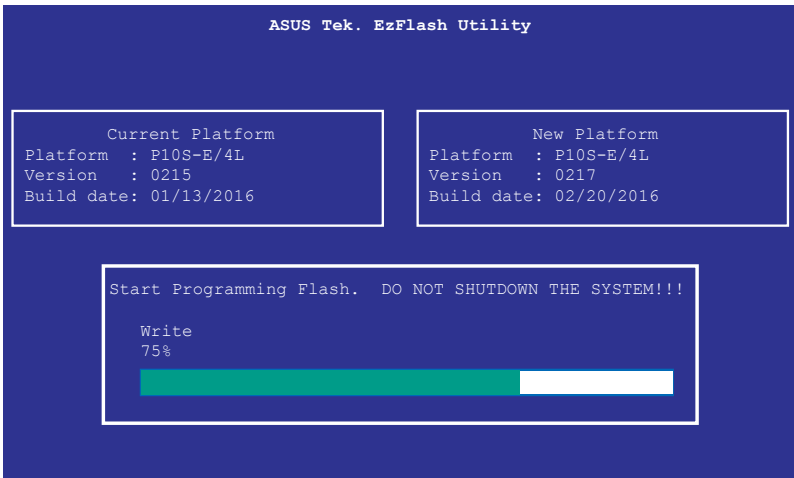 ASUS Tek. EzFlash Utility
Current Platform
Platform : P10S-E/4L
Version : 0215
Build date: 01/13/2016
New Platform
Platform : P10S-E/4L
Version : 0217
Build date: 02/20/2016
Start Programming Flash. DO NOT SHUTDOWN THE SYSTEM!!!
Write
75%